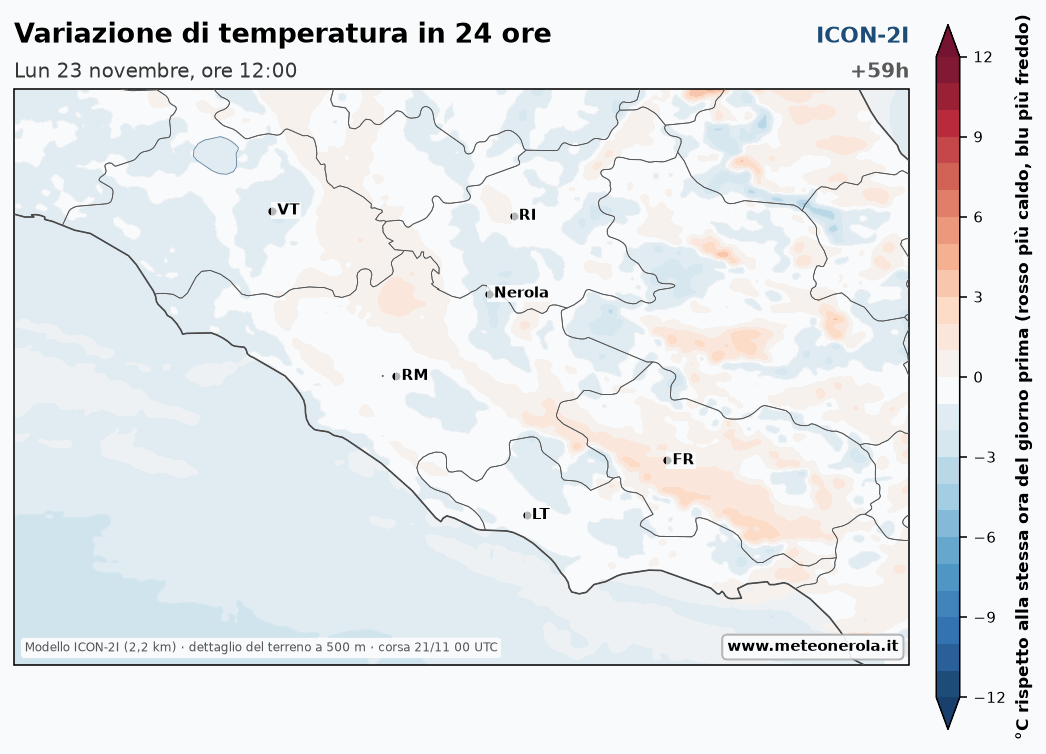 Variazione di temperatura in 24 ore
ICON-2I
Lun 23 novembre, ore 12:00
+59h
VT
RI
Nerola
RM
FR
LT
Modello ICON-2I (2,2 km) · dettaglio del terreno a 500 m · corsa 21/11 00 UTC
www.meteonerola.it
12
9
6
3
0
−3
−6
−9
−12
°C rispetto alla stessa ora del giorno prima (rosso più caldo, blu più freddo)